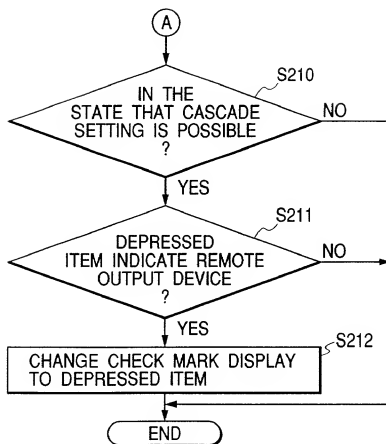 A
S210
IN THE
STATE THAT CASCADE
SETTING IS POSSIBLE
?
NO
YES
S211
DEPRESSED
ITEM INDICATE REMOTE
OUTPUT DEVICE
?
NO
YES
S212
CHANGE CHECK MARK DISPLAY
TO DEPRESSED ITEM
END